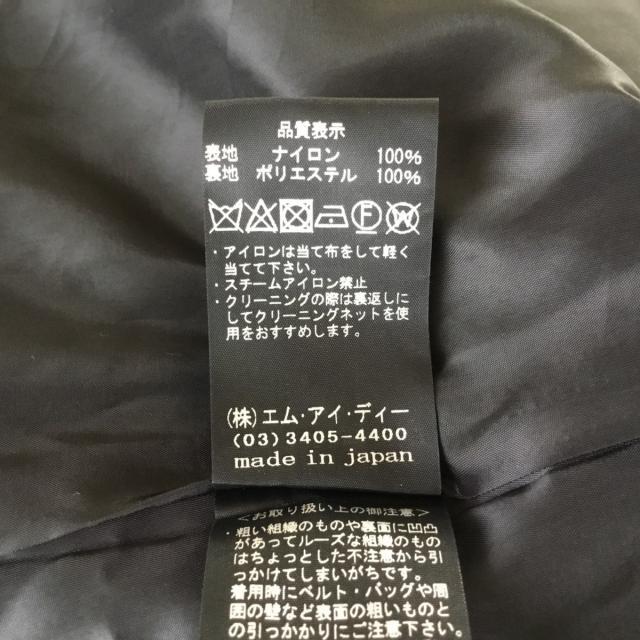 品質表示
表地 ナイロン 100%
裏地 ポリエステル 100%
F W
・アイロンは当て布をして軽く
当てて下さい。
・スチームアイロン禁止
・クリーニングの際は裏返しに
してクリーニングネットを使
用をおすすめします。
(株)エム・アイ・ディー
(03)3405-4400
made in japan
<お取り扱い上の御注意>
・粗い組織のものや裏面に凹凸
があってルーズな組織のもの
はちょっとした不注意から引
っかけてしまいがちです。
着用時にベルト・バッグや周
囲の壁など表面の粗いものと
の引っかかりにご注意下さい